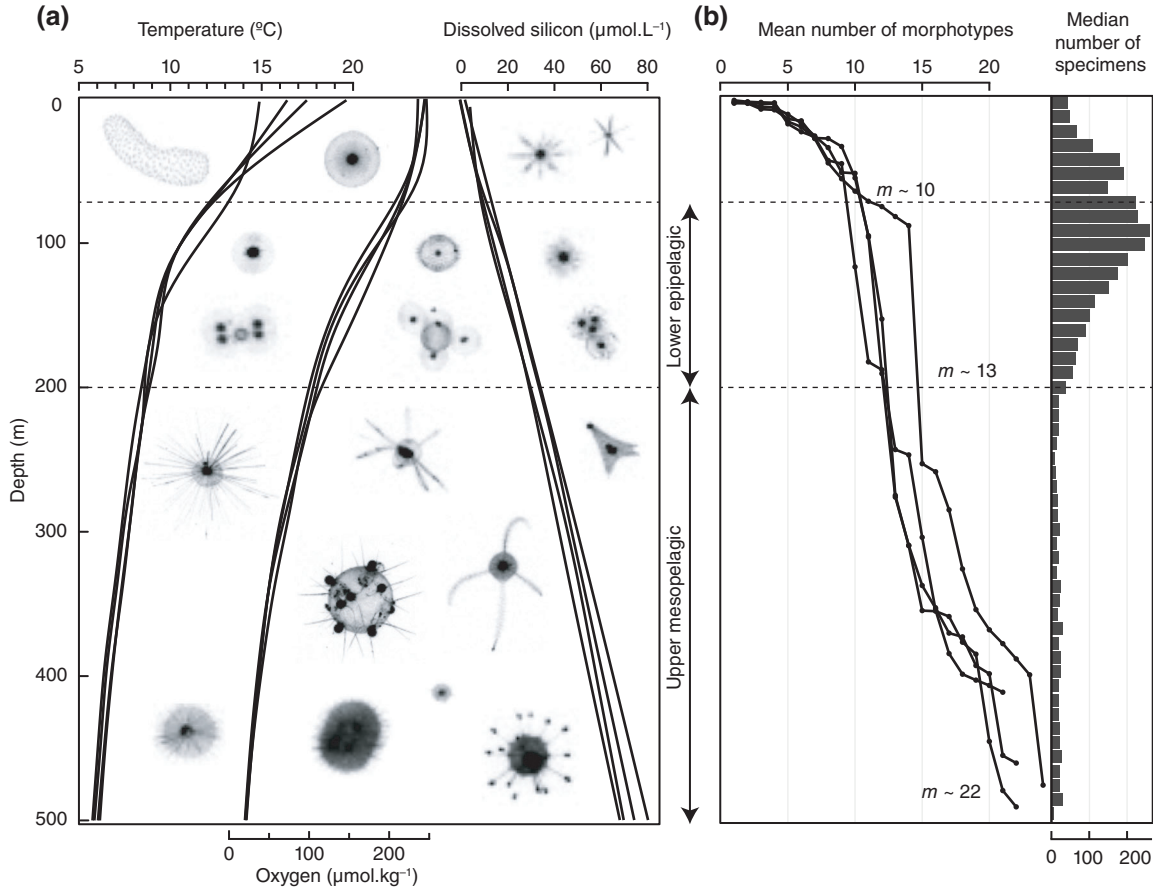 (a)
Temperature (ºC)
Dissolved silicon (µmol.L⁻¹)
5 10 15 20
0 20 40 60 80
0
100
200
300
400
500
Depth (m)
0 100 200
Oxygen (µmol.kg⁻¹)
Lower epipelagic
Upper mesopelagic
(b)
Mean number of morphotypes
Median
number of
specimens
0 5 10 15 20
m ~ 10
m ~ 13
m ~ 22
0 100 200